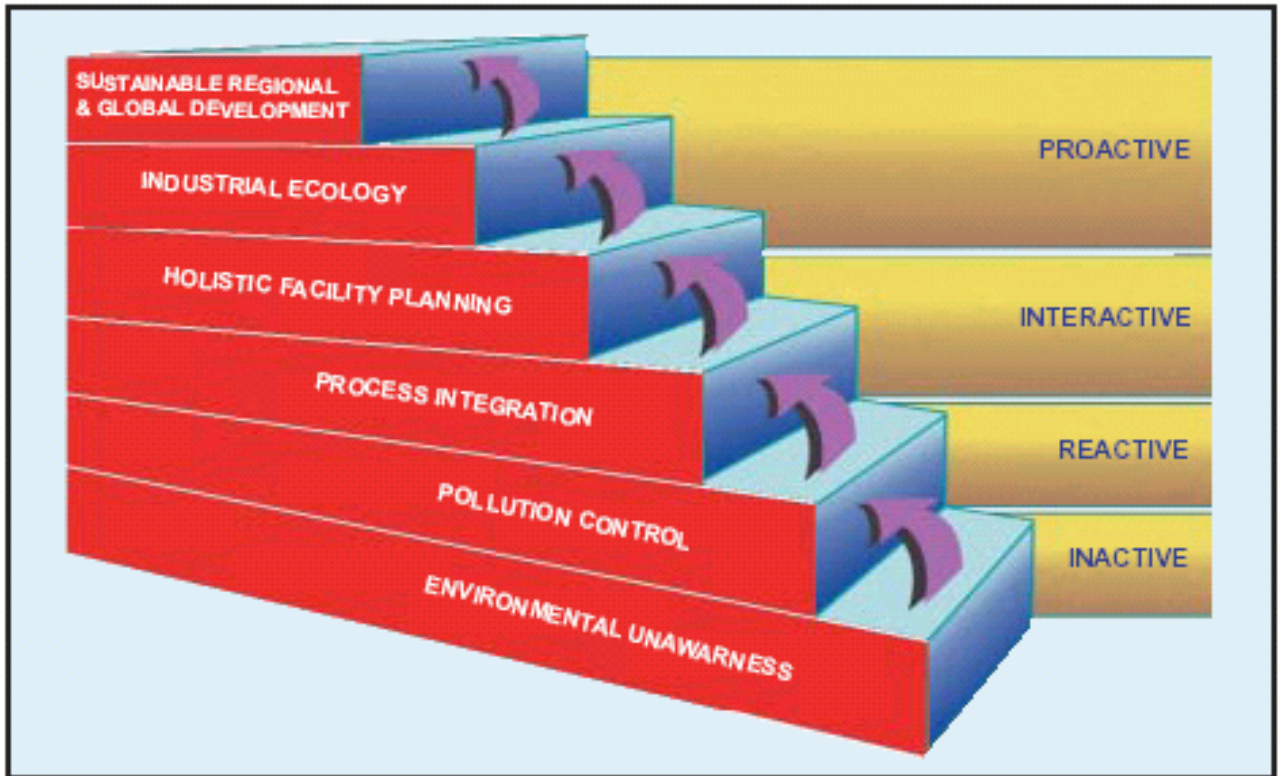 SUSTAINABLE REGIONAL
& GLOBAL DEVELOPMENT
INDUSTRIAL ECOLOGY
HOLISTIC FACILITY PLANNING
PROCESS INTEGRATION
POLLUTION CONTROL
ENVIRONMENTAL UNAWARNESS
PROACTIVE
INTERACTIVE
REACTIVE
INACTIVE